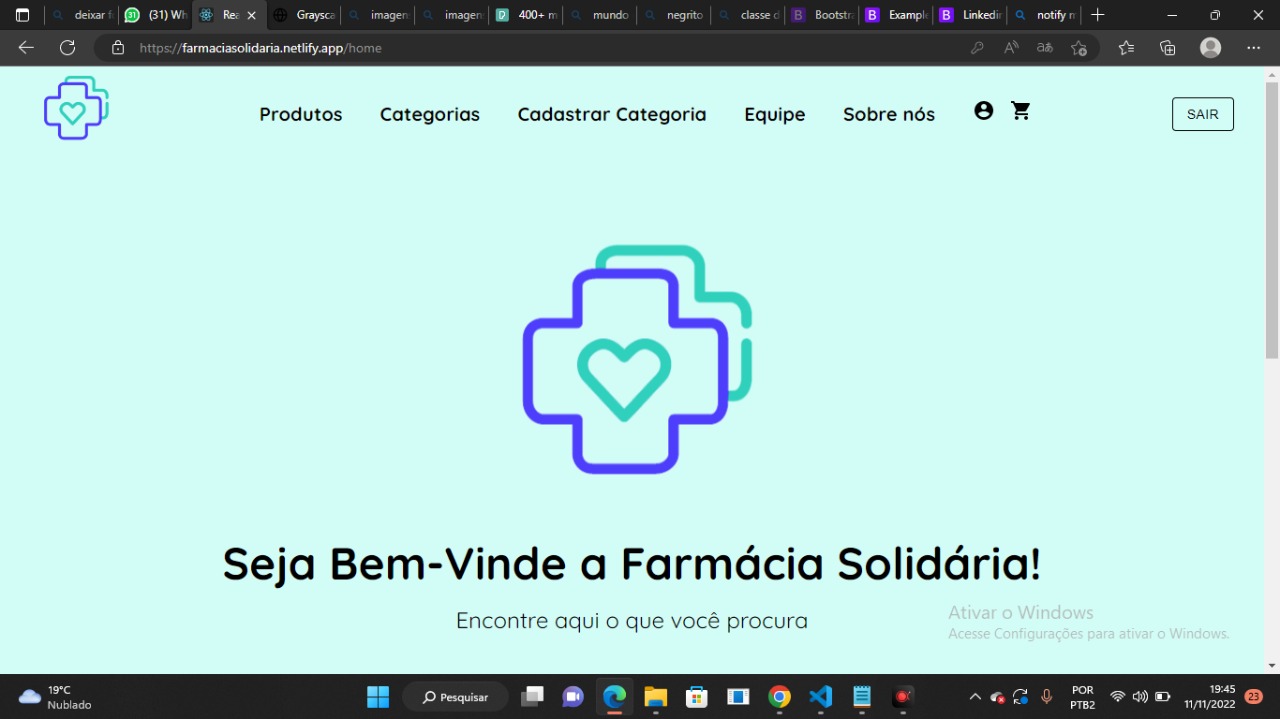 deixar f
31
(31) Wh
Rea
Graysca
imagen
imagen
400+ m
mundo
negrito
classe d
Bootstra
Example
Linkedin
notify n
https://farmaciasolidaria.netlify.app/home
Produtos
Categorias
Cadastrar Categoria
Equipe
Sobre nós
SAIR
Seja Bem-Vinde a Farmácia Solidária!
Encontre aqui o que você procura
Ativar o Windows
Acesse Configurações para ativar o Windows.
19°C
Nublado
Pesquisar
POR
PTB2
19:45
11/11/2022
23